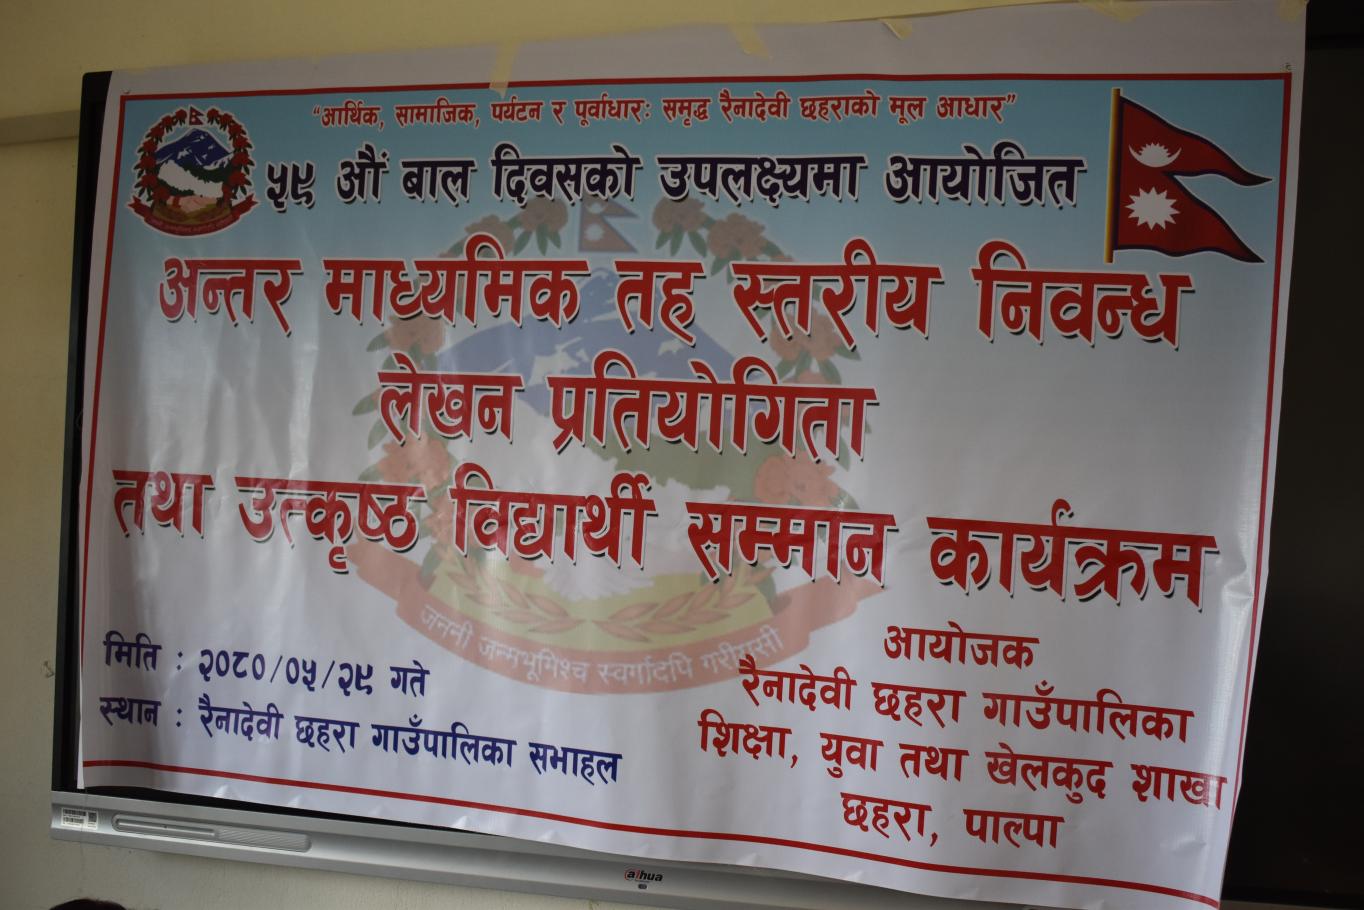 "आर्थिक, सामाजिक, पर्यटन र पूर्वाधारः समृद्ध रैनादेवी छहराको मूल आधार"
५९ औं बाल दिवसको उपलक्ष्यमा आयोजित
अन्तर माध्यमिक तह स्तरीय निवन्ध
लेखन प्रतियोगिता
तथा उत्कृष्ठ विद्यार्थी सम्मान कार्यक्रम
जननी जन्मभूमिश्च स्वर्गादपि गरीयसी
मिति : २०८०/०५/२९ गते
स्थान : रैनादेवी छहरा गाउँपालिका सभाहल
आयोजक
रैनादेवी छहरा गाउँपालिका
शिक्षा, युवा तथा खेलकुद शाखा
छहरा, पाल्पा
alhua